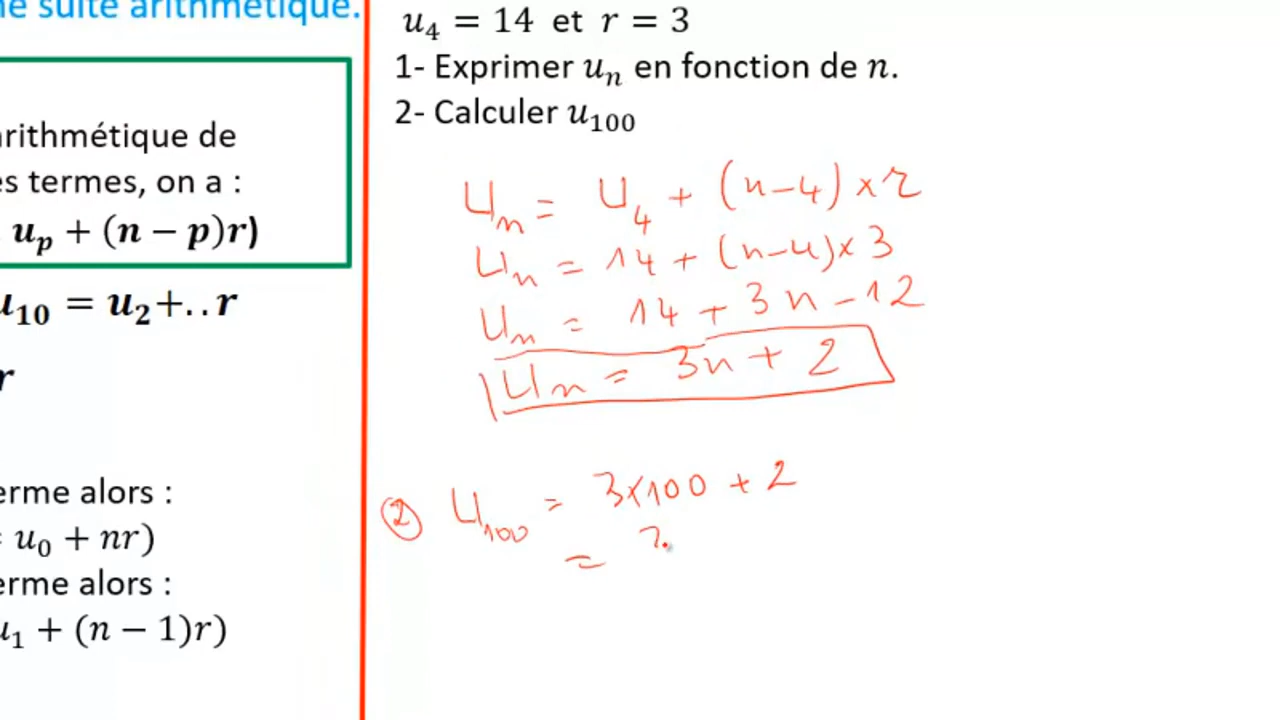 ne suite arithmétique.
arithmétique de
es termes, on a :
u_p + (n − p)r)
u_10 = u_2+..r
r
erme alors :
= u_0 + nr)
erme alors :
u_1 + (n − 1)r)
u_4 = 14 et r = 3
1- Exprimer u_n en fonction de n.
2- Calculer u_100
U_n = U_4 + (n-4) × r
U_n = 14 + (n-4) × 3
U_n = 14 + 3n - 12
U_n = 3n + 2
② U_100 = 3×100 + 2
=